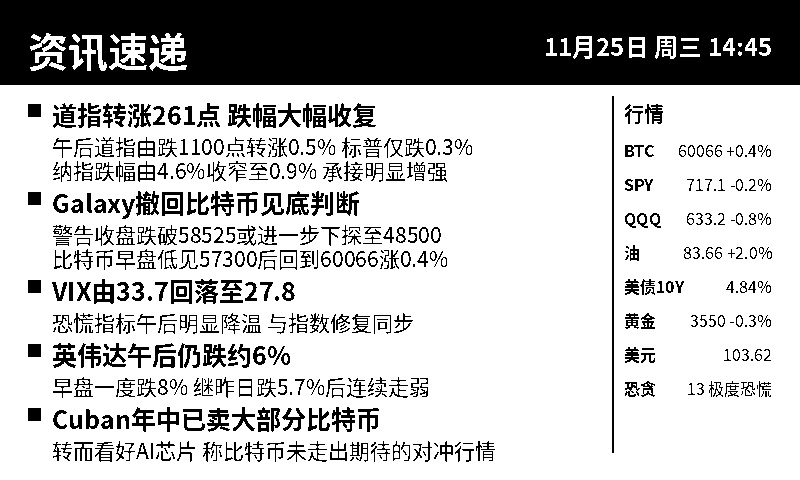 资讯速递
11月25日 周三 14:45
道指转涨261点 跌幅大幅收复
午后道指由跌1100点转涨0.5% 标普仅跌0.3%
纳指跌幅由4.6%收窄至0.9% 承接明显增强
Galaxy撤回比特币见底判断
警告收盘跌破58525或进一步下探至48500
比特币早盘低见57300后回到60066涨0.4%
VIX由33.7回落至27.8
恐慌指标午后明显降温 与指数修复同步
英伟达午后仍跌约6%
早盘一度跌8% 继昨日跌5.7%后连续走弱
Cuban年中已卖大部分比特币
转而看好AI芯片 称比特币未走出期待的对冲行情
行情
BTC 60066 +0.4%
SPY 717.1 -0.2%
QQQ 633.2 -0.8%
油 83.66 +2.0%
美债10Y 4.84%
黄金 3550 -0.3%
美元 103.62
恐贪 13 极度恐慌